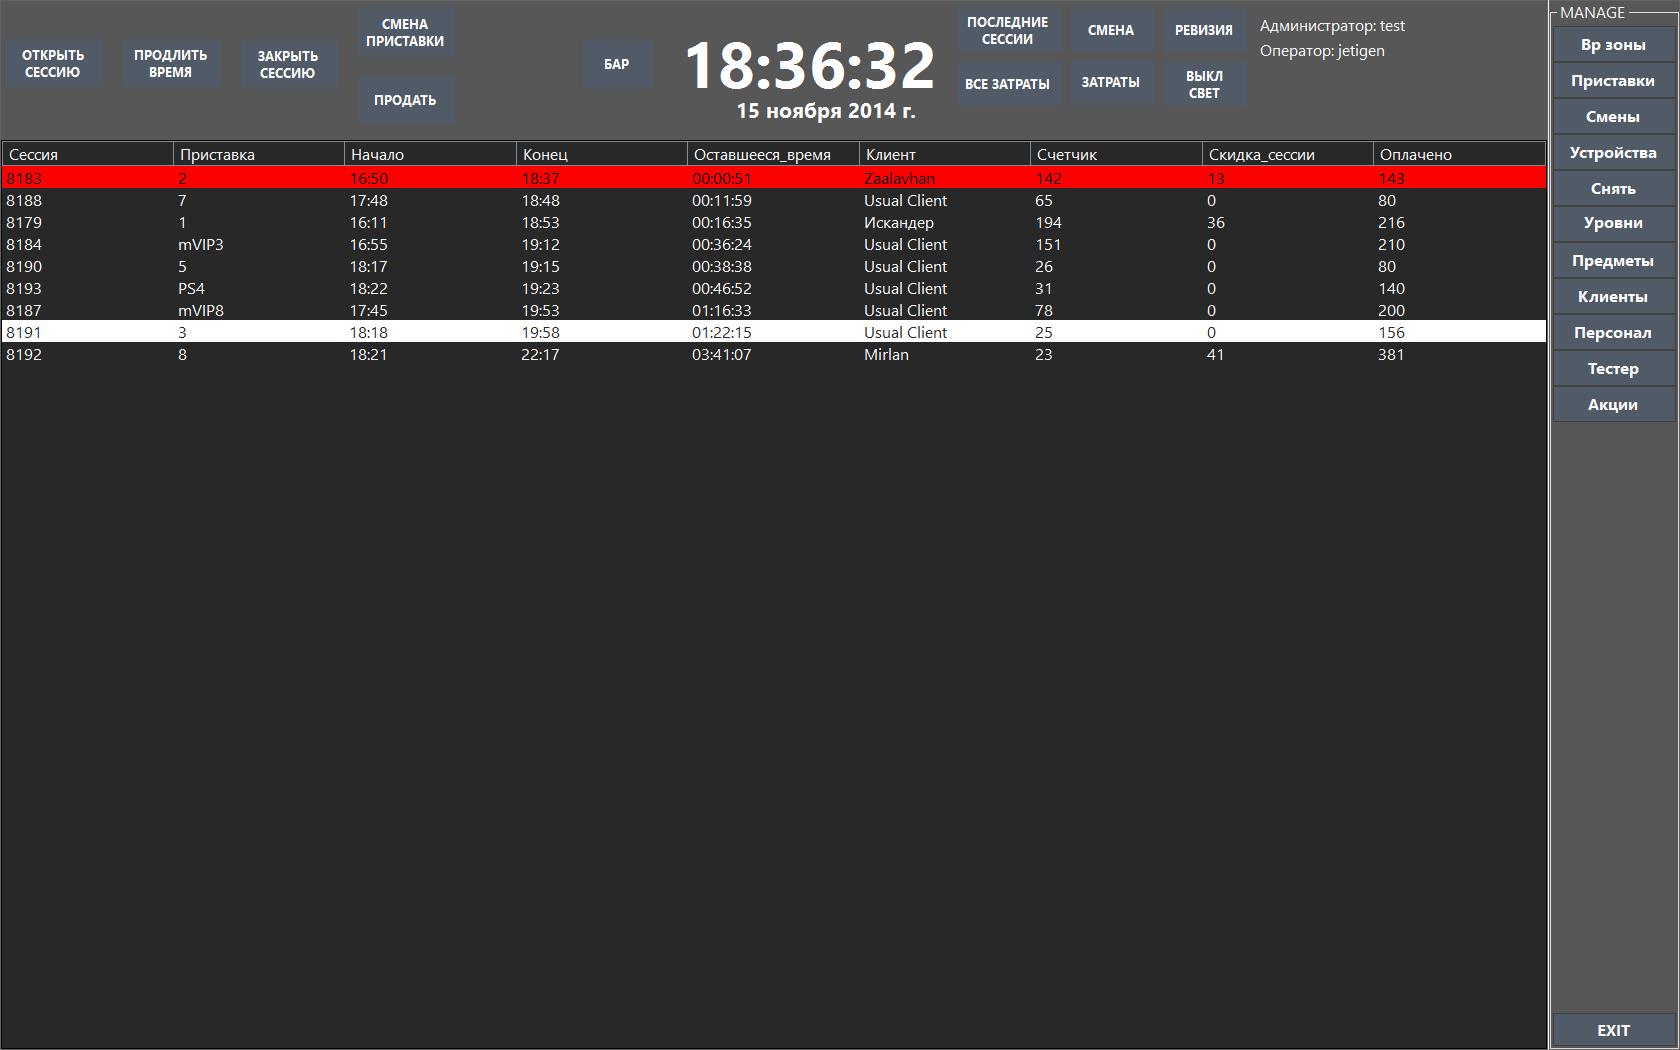 ОТКРЫТЬ
СЕССИЮ
ПРОДЛИТЬ
ВРЕМЯ
ЗАКРЫТЬ
СЕССИЮ
СМЕНА
ПРИСТАВКИ
ПРОДАТЬ
БАР
18:36:32
15 ноября 2014 г.
ПОСЛЕДНИЕ
СЕССИИ
СМЕНА
РЕВИЗИЯ
ВСЕ ЗАТРАТЫ
ЗАТРАТЫ
ВЫКЛ
СВЕТ
Администратор: test
Оператор: jetigen
Сессия Приставка Начало Конец Оставшееся_время Клиент Счетчик Скидка_сессии Оплачено
8183 2 16:50 18:37 00:00:51 Zaalavhan 142 13 143
8188 7 17:48 18:48 00:11:59 Usual Client 65 0 80
8179 1 16:11 18:53 00:16:35 Искандер 194 36 216
8184 mVIP3 16:55 19:12 00:36:24 Usual Client 151 0 210
8190 5 18:17 19:15 00:38:38 Usual Client 26 0 80
8193 PS4 18:22 19:23 00:46:52 Usual Client 31 0 140
8187 mVIP8 17:45 19:53 01:16:33 Usual Client 78 0 200
8191 3 18:18 19:58 01:22:15 Usual Client 25 0 156
8192 8 18:21 22:17 03:41:07 Mirlan 23 41 381
MANAGE
Вр зоны
Приставки
Смены
Устройства
Снять
Уровни
Предметы
Клиенты
Персонал
Тестер
Акции
EXIT